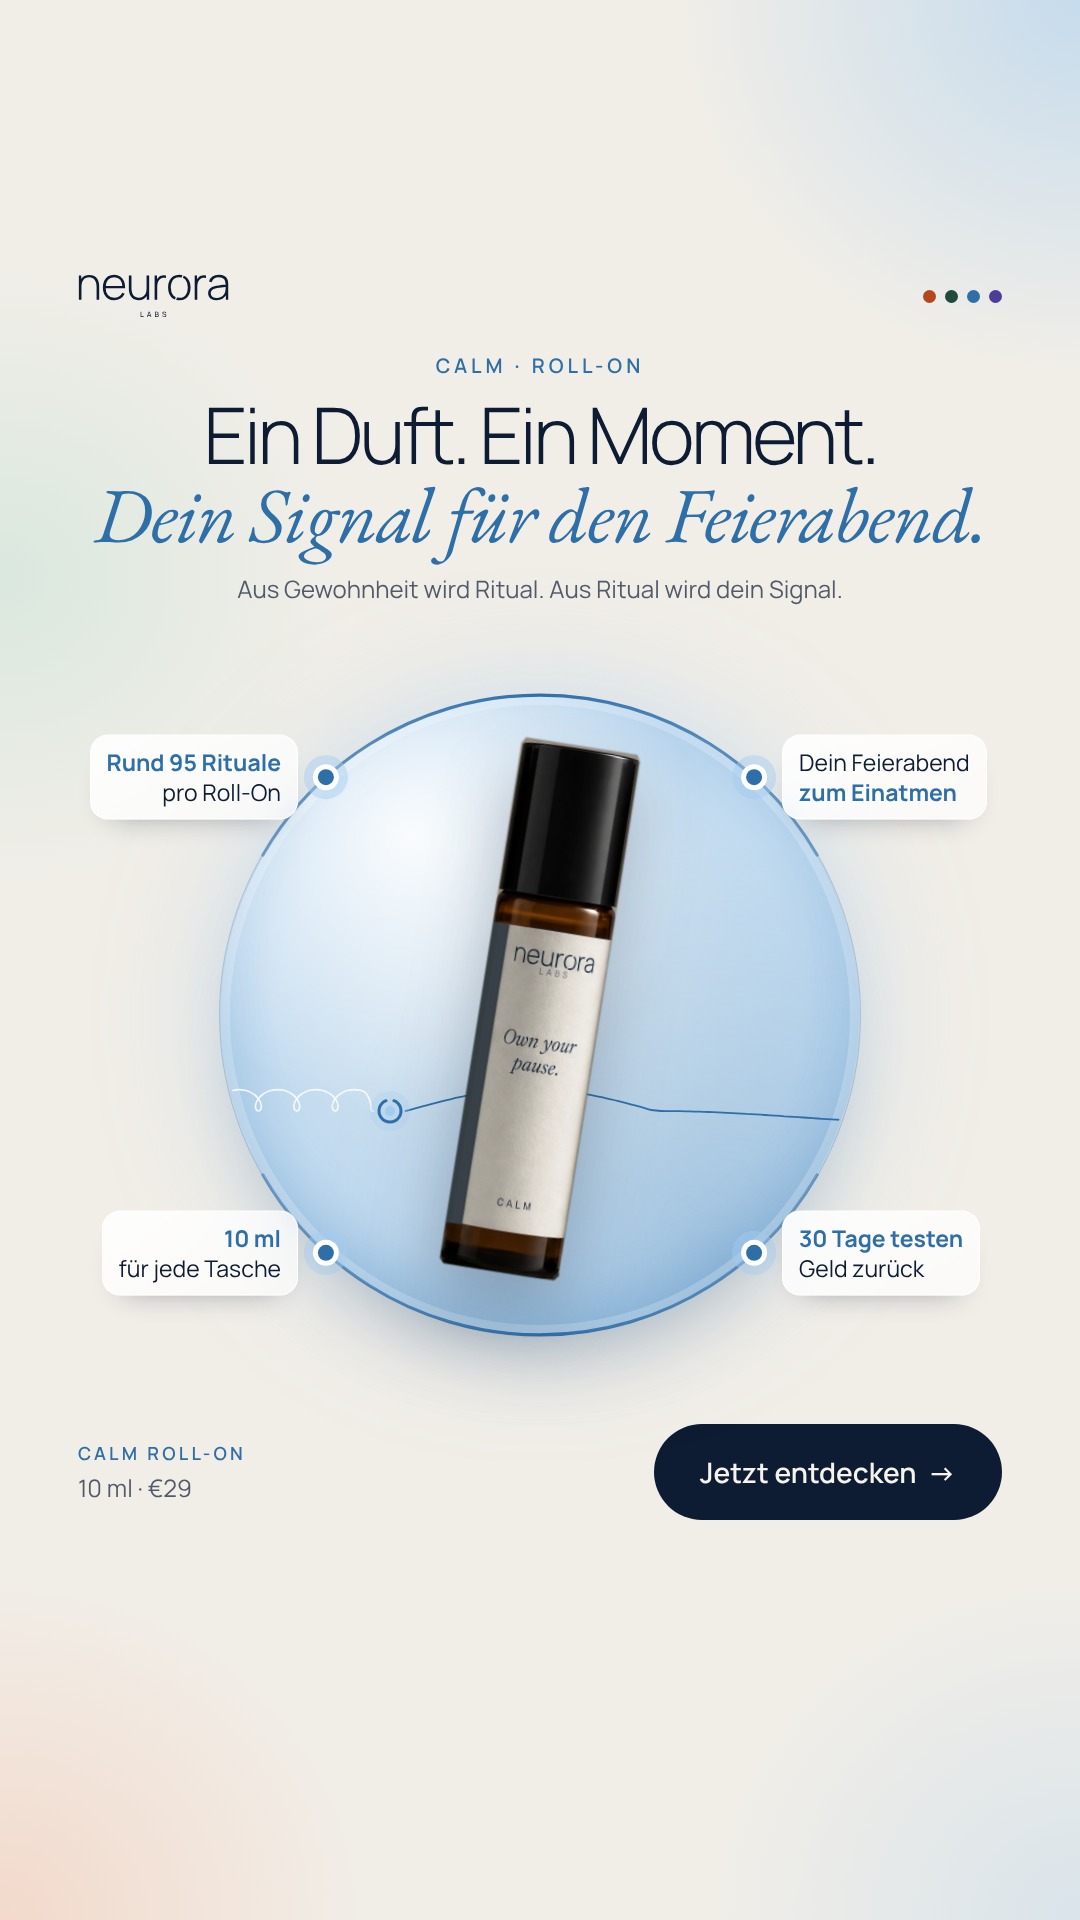 neurora
LABS
CALM · ROLL-ON
Ein Duft. Ein Moment.
Dein Signal für den Feierabend.
Aus Gewohnheit wird Ritual. Aus Ritual wird dein Signal.
Rund 95 Rituale
pro Roll-On
Dein Feierabend
zum Einatmen
neurora
LABS
Own your
pause.
CALM
10 ml
für jede Tasche
30 Tage testen
Geld zurück
CALM ROLL-ON
10 ml · €29
Jetzt entdecken →